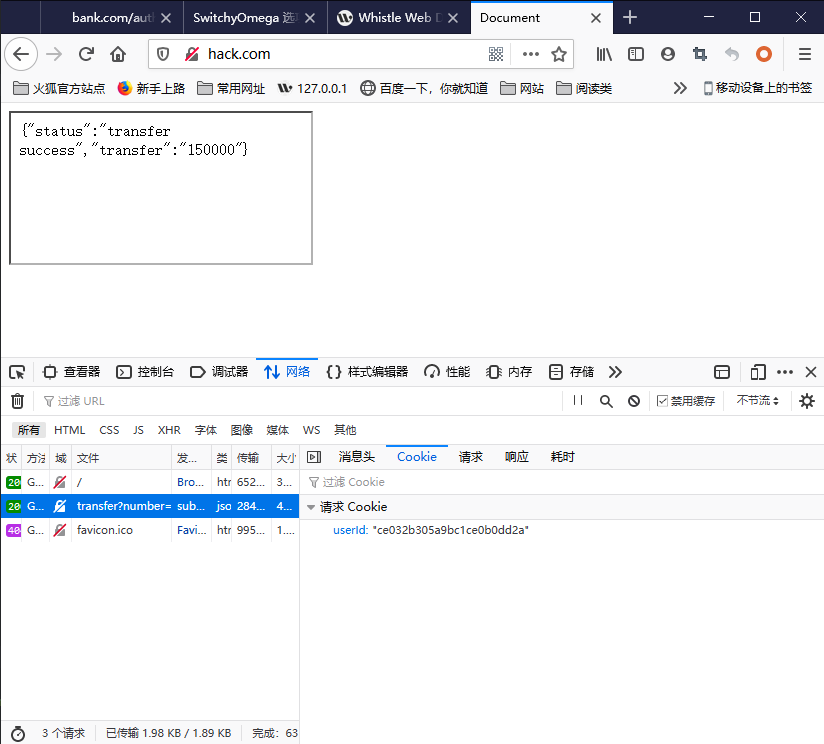 bank.com/aut
SwitchyOmega 选
Whistle Web D
Document
hack.com
火狐官方站点
新手上路
常用网址
127.0.0.1
百度一下，你就知道
网站
阅读类
移动设备上的书签
{"status":"transfer
success","transfer":"150000"}
查看器
控制台
调试器
网络
样式编辑器
性能
内存
存储
过滤 URL
禁用缓存
不节流
所有 HTML CSS JS XHR 字体 图像 媒体 WS 其他
状 方法 域 文件 发... 类 传输 大小
消息头 Cookie 请求 响应 耗时
20 G... / Bro... htr 652... 3...
过滤 Cookie
20 G... transfer?number= sub... jso 284... 4...
请求 Cookie
40 G... favicon.ico Favi... htr 995... 1....
userId: "ce032b305a9bc1ce0b0dd2a"
3 个请求
已传输 1.98 KB / 1.89 KB
完成：63